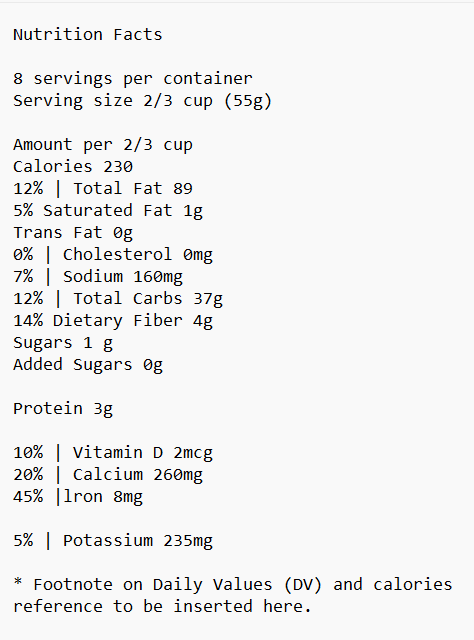 Nutrition Facts
8 servings per container
Serving size 2/3 cup (55g)
Amount per 2/3 cup
Calories 230
12% | Total Fat 89
5% Saturated Fat 1g
Trans Fat 0g
0% | Cholesterol 0mg
7% | Sodium 160mg
12% | Total Carbs 37g
14% Dietary Fiber 4g
Sugars 1 g
Added Sugars 0g
Protein 3g
10% | Vitamin D 2mcg
20% | Calcium 260mg
45% |lron 8mg
5% | Potassium 235mg
* Footnote on Daily Values (DV) and calories
reference to be inserted here.